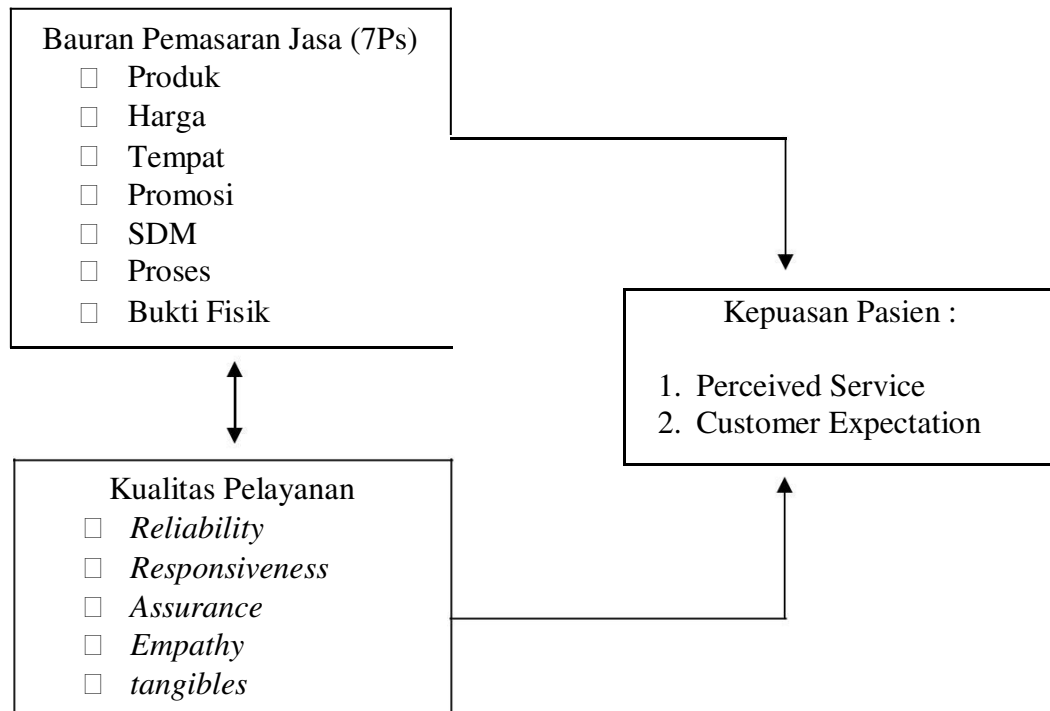 Bauran Pemasaran Jasa (7Ps)
□ Produk
□ Harga
□ Tempat
□ Promosi
□ SDM
□ Proses
□ Bukti Fisik
Kepuasan Pasien :
1. Perceived Service
2. Customer Expectation
Kualitas Pelayanan
□ Reliability
□ Responsiveness
□ Assurance
□ Empathy
□ tangibles